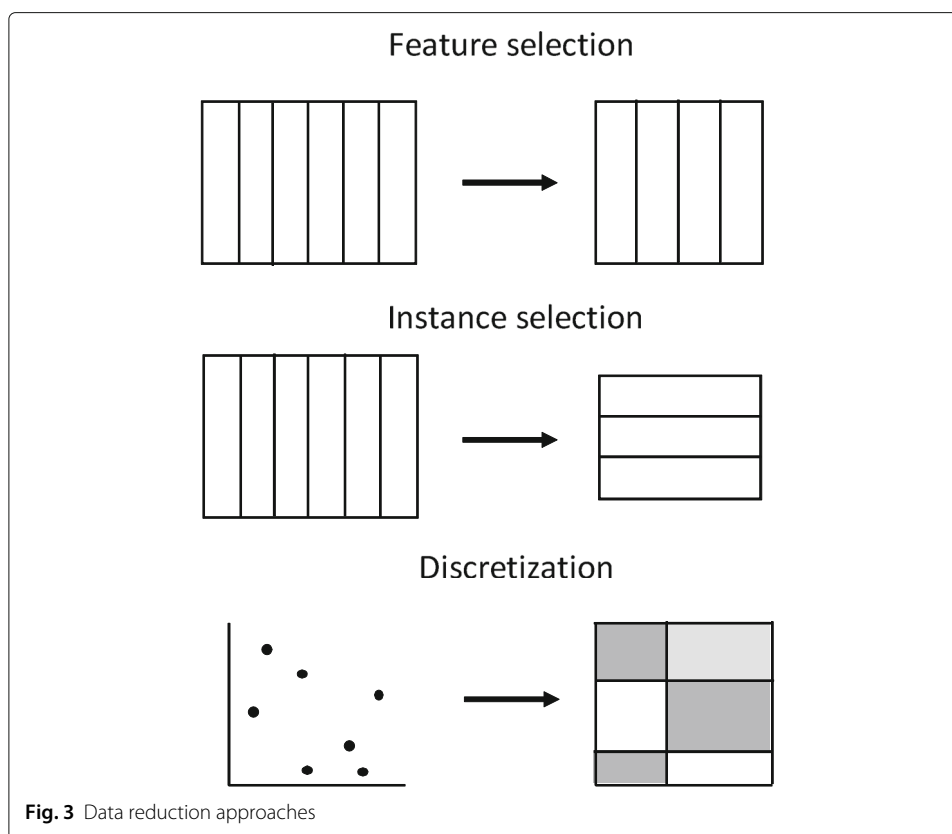 Feature selection
Instance selection
Discretization
Fig. 3 Data reduction approaches